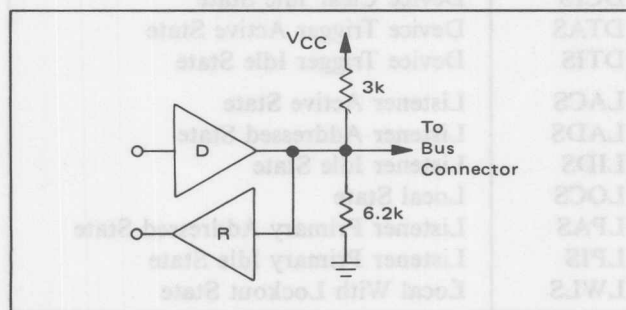 DTAS Device Trigger Active State
DTIS Device Trigger Idle State
LACS Listener Active State
LADS Listener Addressed State
LIDS Listener Idle State
LOCS Local State
LPAS Listener Primary Addressed State
LPIS Listener Primary Idle State
LWLS Local With Lockout State
VCC
3k
To
Bus
Connector
D
6.2k
R